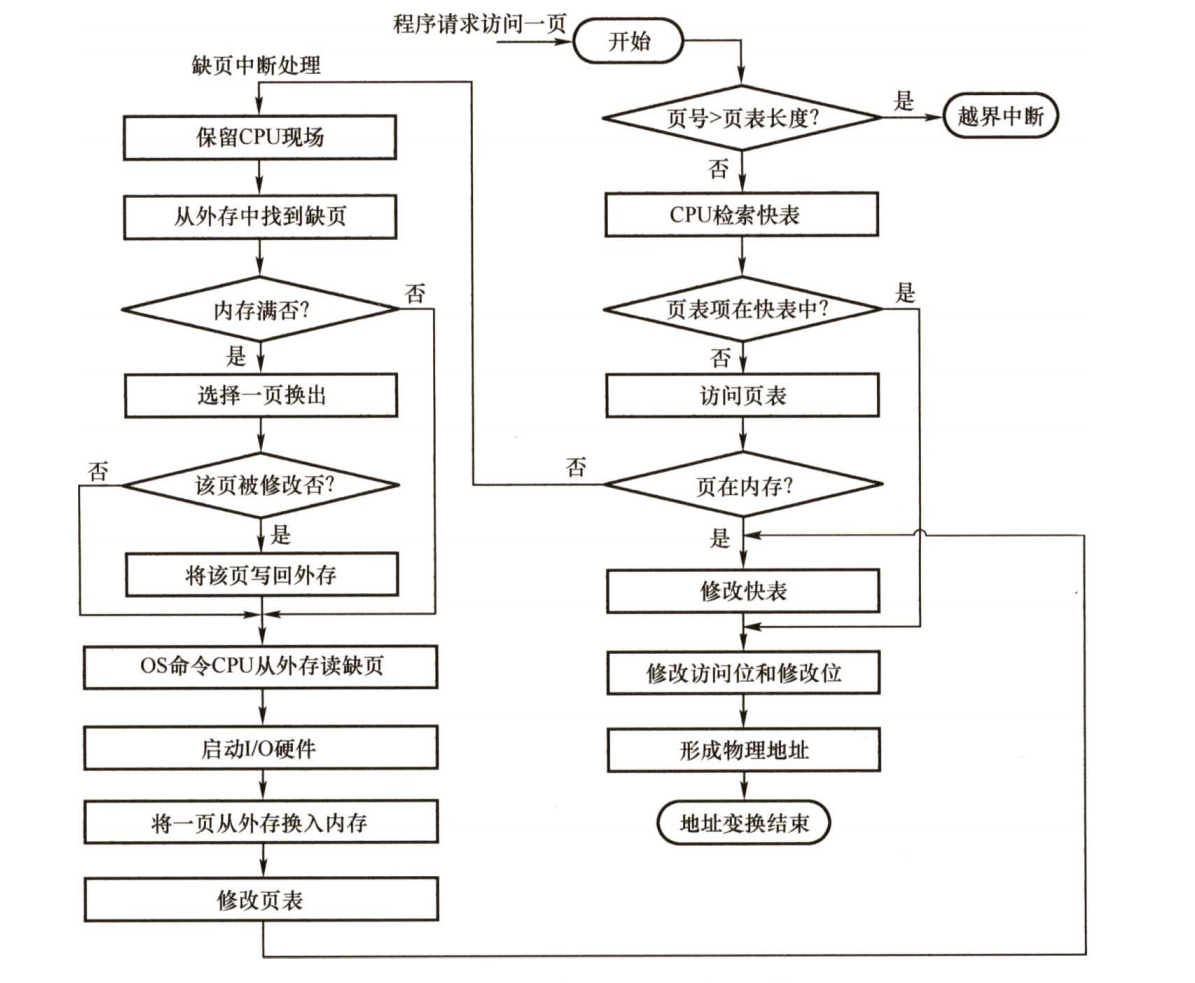 程序请求访问一页
开始
页号>页表长度?
是
越界中断
否
CPU检索快表
页表项在快表中?
是
否
访问页表
页在内存?
否
是
修改快表
修改访问位和修改位
形成物理地址
地址变换结束
缺页中断处理
保留CPU现场
从外存中找到缺页
内存满否?
否
是
选择一页换出
该页被修改否?
否
是
将该页写回外存
OS命令CPU从外存读缺页
启动I/O硬件
将一页从外存换入内存
修改页表